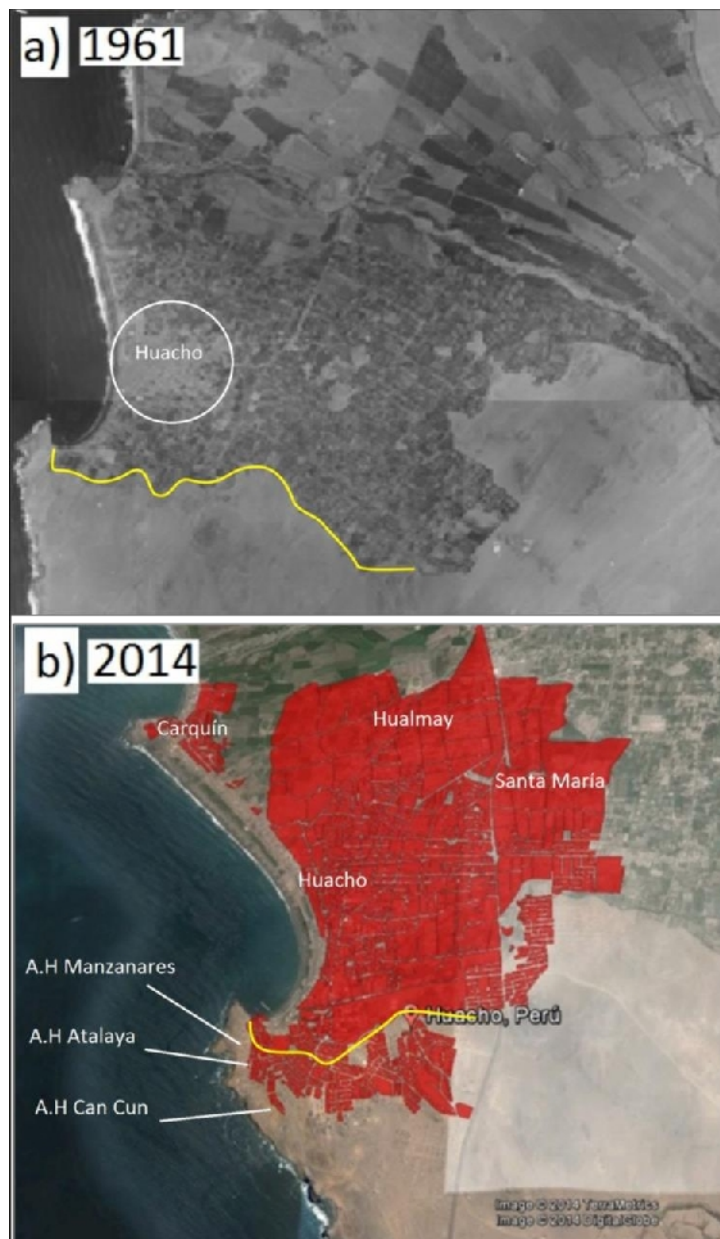 a) 1961
Huacho
b) 2014
Carquín
Hualmay
Santa María
Huacho
A.H Manzanares
Huacho, Perú
A.H Atalaya
A.H Can Cun
Image © 2014 TerraMetrics
Image © 2014 DigitalGlobe